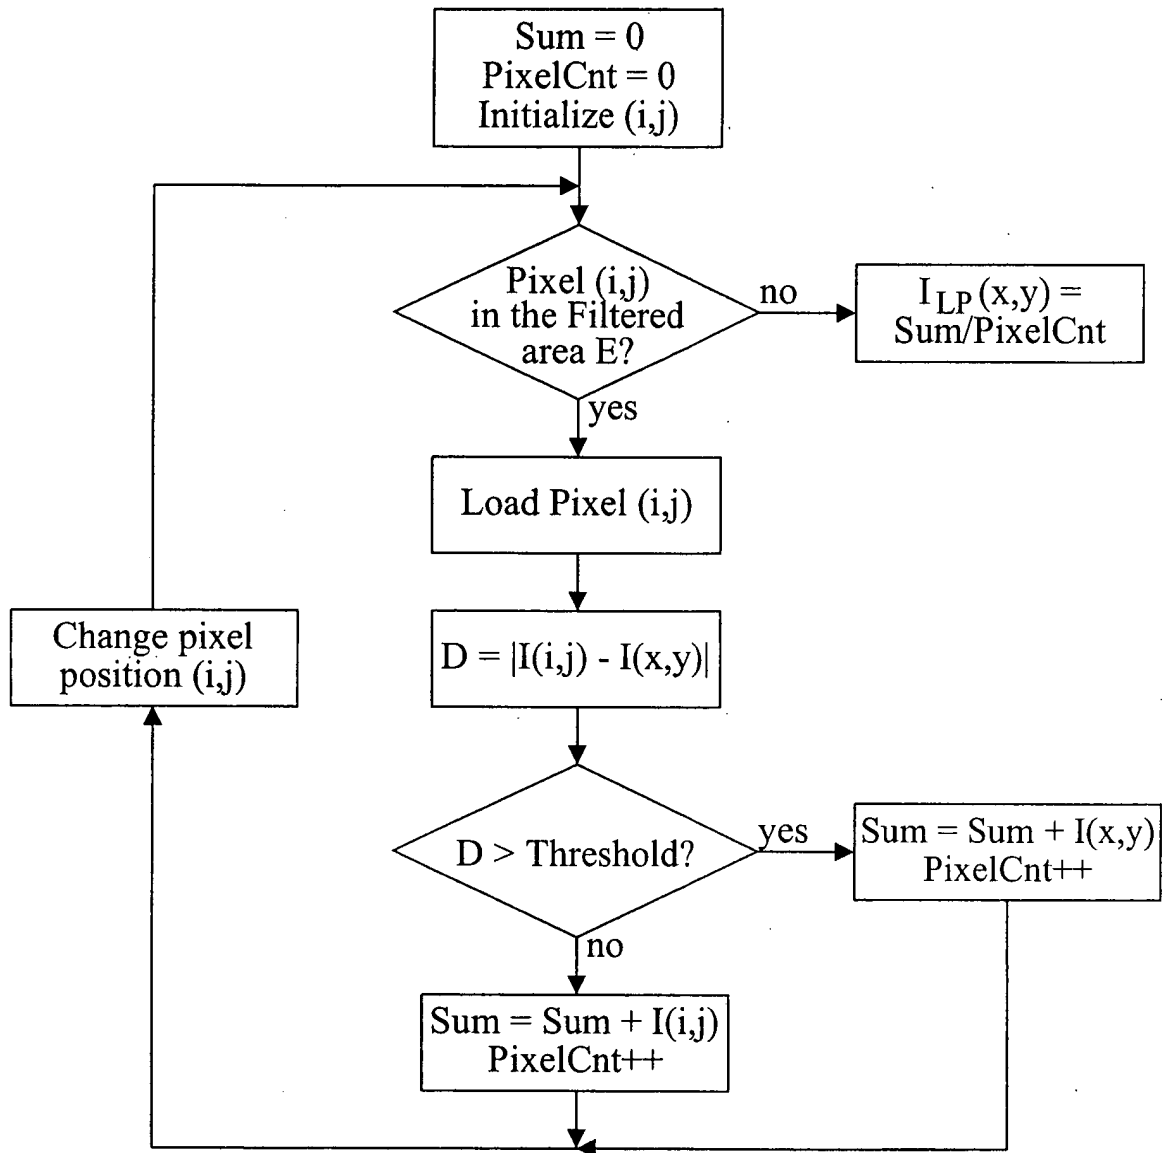 Sum = 0
PixelCnt = 0
Initialize (i,j)
Pixel (i,j)
in the Filtered
area E?
no
I LP (x,y) =
Sum/PixelCnt
yes
Load Pixel (i,j)
Change pixel
position (i,j)
D = |I(i,j) - I(x,y)|
D > Threshold?
yes
Sum = Sum + I(x,y)
PixelCnt++
no
Sum = Sum + I(i,j)
PixelCnt++